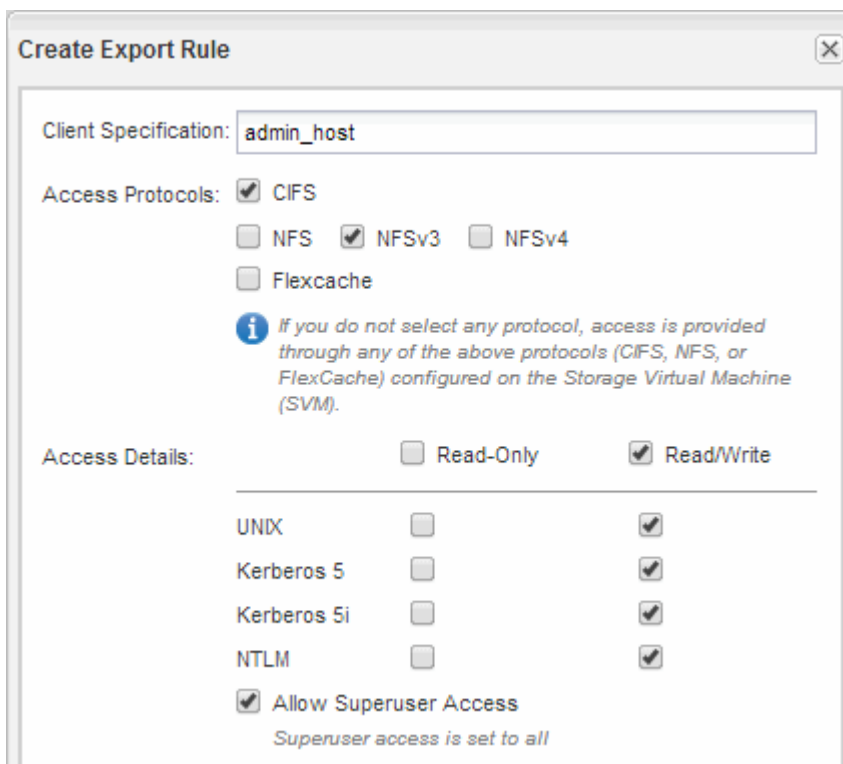 Create Export Rule
Client Specification: admin_host
Access Protocols: CIFS
NFS NFSv3 NFSv4
Flexcache
If you do not select any protocol, access is provided
through any of the above protocols (CIFS, NFS, or
FlexCache) configured on the Storage Virtual Machine
(SVM).
Access Details: Read-Only Read/Write
UNIX
Kerberos 5
Kerberos 5i
NTLM
Allow Superuser Access
Superuser access is set to all